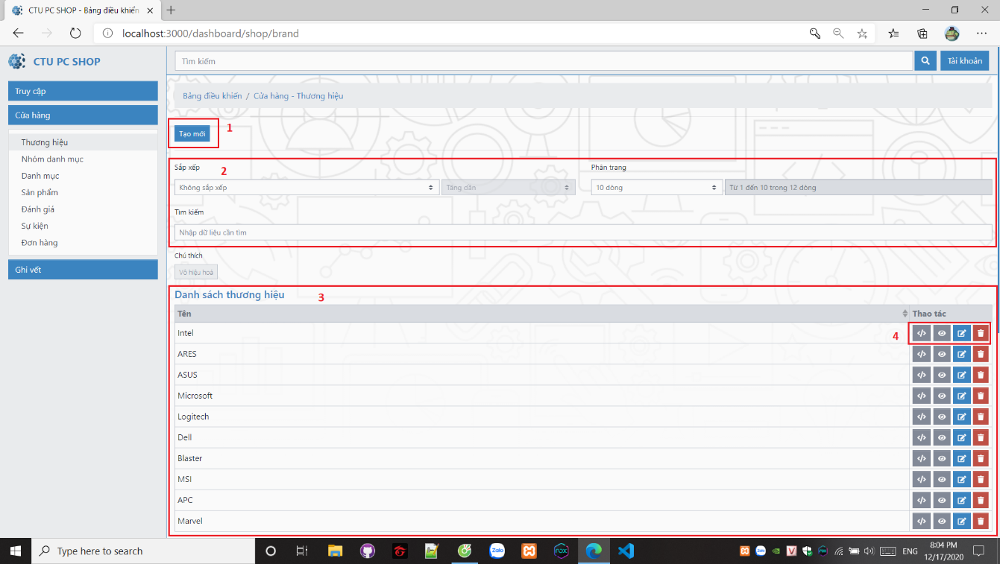 CTU PC SHOP - Bảng điều khiển
localhost:3000/dashboard/shop/brand
CTU PC SHOP
Tìm kiếm
Tài khoản
Truy cập
Cửa hàng
Thương hiệu
Nhóm danh mục
Danh mục
Sản phẩm
Đánh giá
Sự kiện
Đơn hàng
Ghi vết
Bảng điều khiển / Cửa hàng - Thương hiệu
Tạo mới
1
Sắp xếp
2
Phân trang
Không sắp xếp
Tăng dần
10 dòng
Từ 1 đến 10 trong 12 dòng
Tìm kiếm
Nhập dữ liệu cần tìm
Chú thích
Vô hiệu hoá
Danh sách thương hiệu
3
Tên
Thao tác
Intel
4
ARES
ASUS
Microsoft
Logitech
Dell
Blaster
MSI
APC
Marvel
Type here to search
Zalo
ENG
8:04 PM
12/17/2020